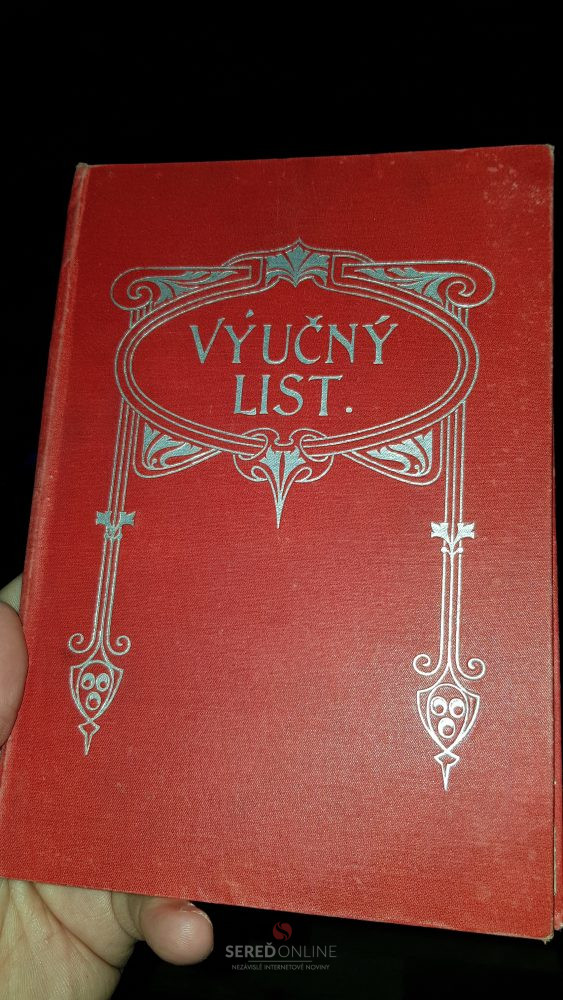 VÝUČNÝ
LIST.
SEREĎONLINE
NEZÁVISLÉ INTERNETOVÉ NOVINY